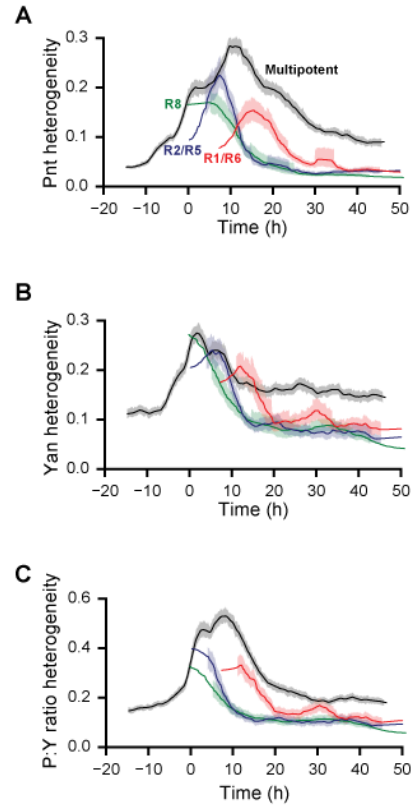 A
Pnt heterogeneity
0.3
0.2
0.1
0.0
Multipotent
R8
R2/R5
R1/R6
−20 −10 0 10 20 30 40 50
Time (h)
B
Yan heterogeneity
0.3
0.2
0.1
0.0
−20 −10 0 10 20 30 40 50
Time (h)
C
P:Y ratio heterogeneity
0.6
0.4
0.2
0.0
−20 −10 0 10 20 30 40 50
Time (h)